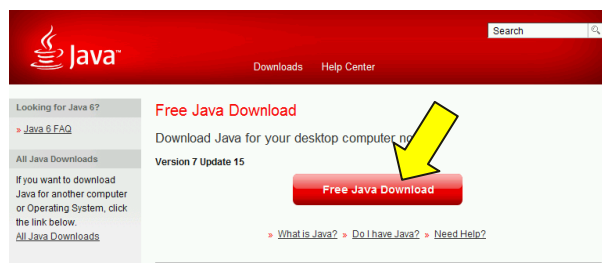 Search
Java™
Downloads Help Center
Looking for Java 6?
» Java 6 FAQ
All Java Downloads
If you want to download
Java for another computer
or Operating System, click
the link below.
All Java Downloads
Free Java Download
Download Java for your desktop computer
Version 7 Update 15
Free Java Download
» What is Java? » Do I have Java? » Need Help?